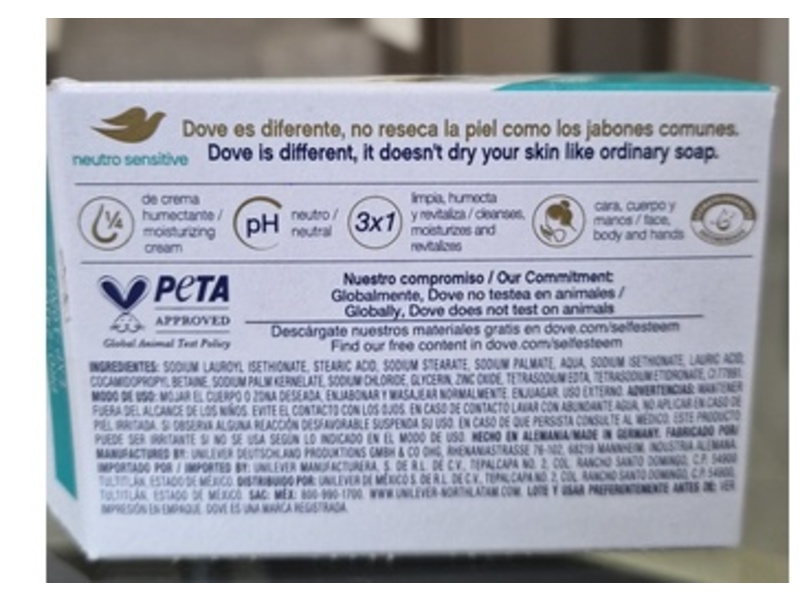 Dove es diferente, no reseca la piel como los jabones comunes.
neutro sensitive
Dove is different, it doesn't dry your skin like ordinary soap.
1/4
de crema
humectante /
moisturizing
cream
pH
neutro /
neutral
3x1
limpia, humecta
y revitaliza / cleanses,
moisturizes and
revitalizes
cara, cuerpo y
manos / face,
body and hands
PETA
APPROVED
Global Animal Test Policy
Nuestro compromiso / Our Commitment:
Globalmente, Dove no testea en animales /
Globally, Dove does not test on animals
Descárgate nuestros materiales gratis en dove.com/selfesteem
Find our free content in dove.com/selfesteem
INGREDIENTES: SODIUM LAUROYL ISETHIONATE, STEARIC ACID, SODIUM STEARATE, SODIUM PALMATE, AQUA, SODIUM ISETHIONATE, LAURIC ACID,
COCAMIDOPROPYL BETAINE, SODIUM PALM KERNELATE, SODIUM CHLORIDE, GLYCERIN, ZINC OXIDE, TETRASODIUM EDTA, TETRASODIUM ETIDRONATE, CI 77891.
MODO DE USO: MOJAR EL CUERPO O ZONA DESEADA, ENJABONAR Y MASAJEAR NORMALMENTE. ENJUAGAR. USO EXTERNO. ADVERTENCIAS: MANTENER
FUERA DEL ALCANCE DE LOS NIÑOS. EVITE EL CONTACTO CON LOS OJOS. EN CASO DE CONTACTO LAVAR CON ABUNDANTE AGUA. NO APLICAR EN CASO DE
PIEL IRRITADA. SI OBSERVA ALGUNA REACCIÓN DESFAVORABLE SUSPENDA SU USO. EN CASO DE QUE PERSISTA CONSULTE AL MÉDICO. ESTE PRODUCTO
PUEDE SER IRRITANTE SI NO SE USA SEGÚN LO INDICADO EN EL MODO DE USO. HECHO EN ALEMANIA/MADE IN GERMANY. FABRICADO POR/
MANUFACTURED BY: UNILEVER DEUTSCHLAND PRODUKTIONS GMBH & CO OHG, RHENANIASTRASSE 76-102, 68219 MANNHEIM, INDUSTRIA ALEMANA.
IMPORTADO POR / IMPORTED BY: UNILEVER MANUFACTURERA, S. DE R.L. DE C.V., TEPALCAPA NO. 2, COL. RANCHO SANTO DOMINGO, C.P. 54900
TULTITLÁN, ESTADO DE MÉXICO. DISTRIBUIDO POR: UNILEVER DE MÉXICO S. DE R.L. DE C.V., TEPALCAPA NO. 2, COL. RANCHO SANTO DOMINGO, C.P. 54900,
TULTITLÁN, ESTADO DE MÉXICO. SAC: MÉX: 800-990-1700. WWW.UNILEVER-NORTHLATAM.COM. LOTE Y USAR PREFERENTEMENTE ANTES DE: VER
IMPRESIÓN EN EMPAQUE. DOVE ES UNA MARCA REGISTRADA.